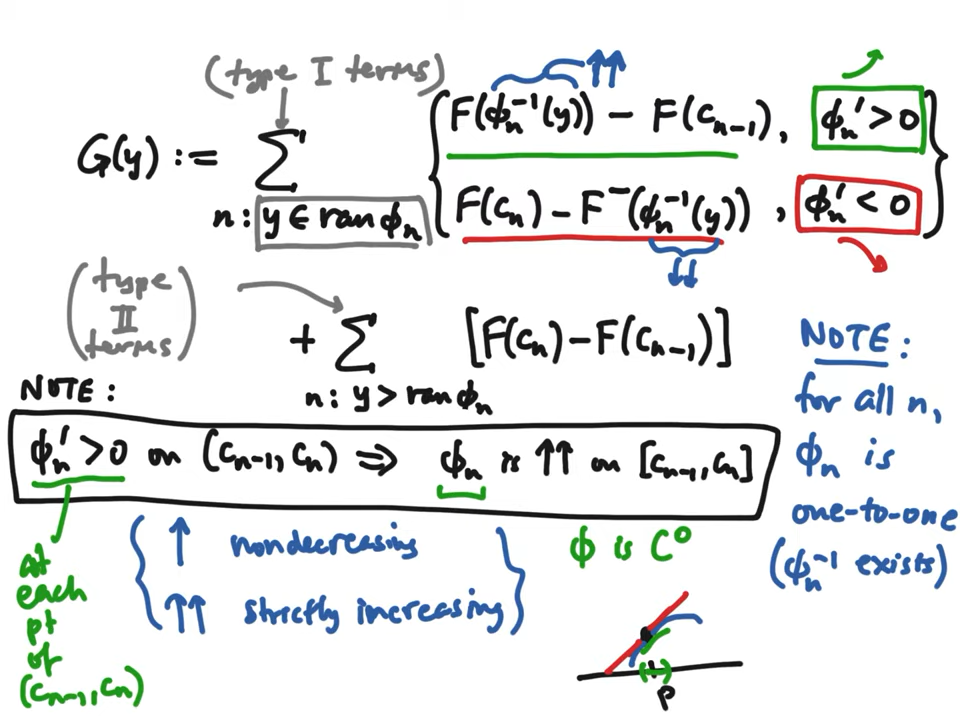 (type I terms)
G(y) := ∑ { F(ϕₙ⁻¹(y)) − F(cₙ₋₁), ϕₙ' > 0
n: y ∈ ran ϕₙ F(cₙ) − F⁻(ϕₙ⁻¹(y)), ϕₙ' < 0 }
↑↑
↓↓
(type II terms)
+ ∑ [F(cₙ) − F(cₙ₋₁)]
n: y > ran ϕₙ
NOTE:
ϕₙ' > 0 on (cₙ₋₁, cₙ) ⇒ ϕₙ is ↑↑ on [cₙ₋₁, cₙ]
{ ↑ nondecreasing
↑↑ strictly increasing }
at
each
pt
of
(cₙ₋₁, cₙ)
ϕ is C⁰
p
NOTE:
for all n,
ϕₙ is
one-to-one
(ϕₙ⁻¹ exists)